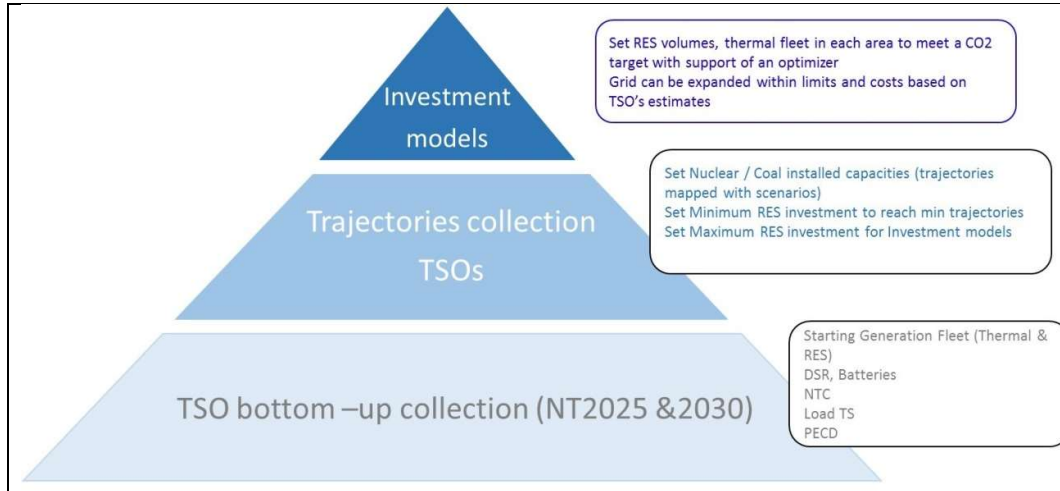 Set RES volumes, thermal fleet in each area to meet a CO2
target with support of an optimizer
Grid can be expanded within limits and costs based on
TSO's estimates
Investment
models
Set Nuclear / Coal installed capacities (trajectories
mapped with scenarios)
Set Minimum RES investment to reach min trajectories
Set Maximum RES investment for Investment models
Trajectories collection
TSOs
Starting Generation Fleet (Thermal &
RES)
DSR, Batteries
NTC
Load TS
PECD
TSO bottom –up collection (NT2025 &2030)